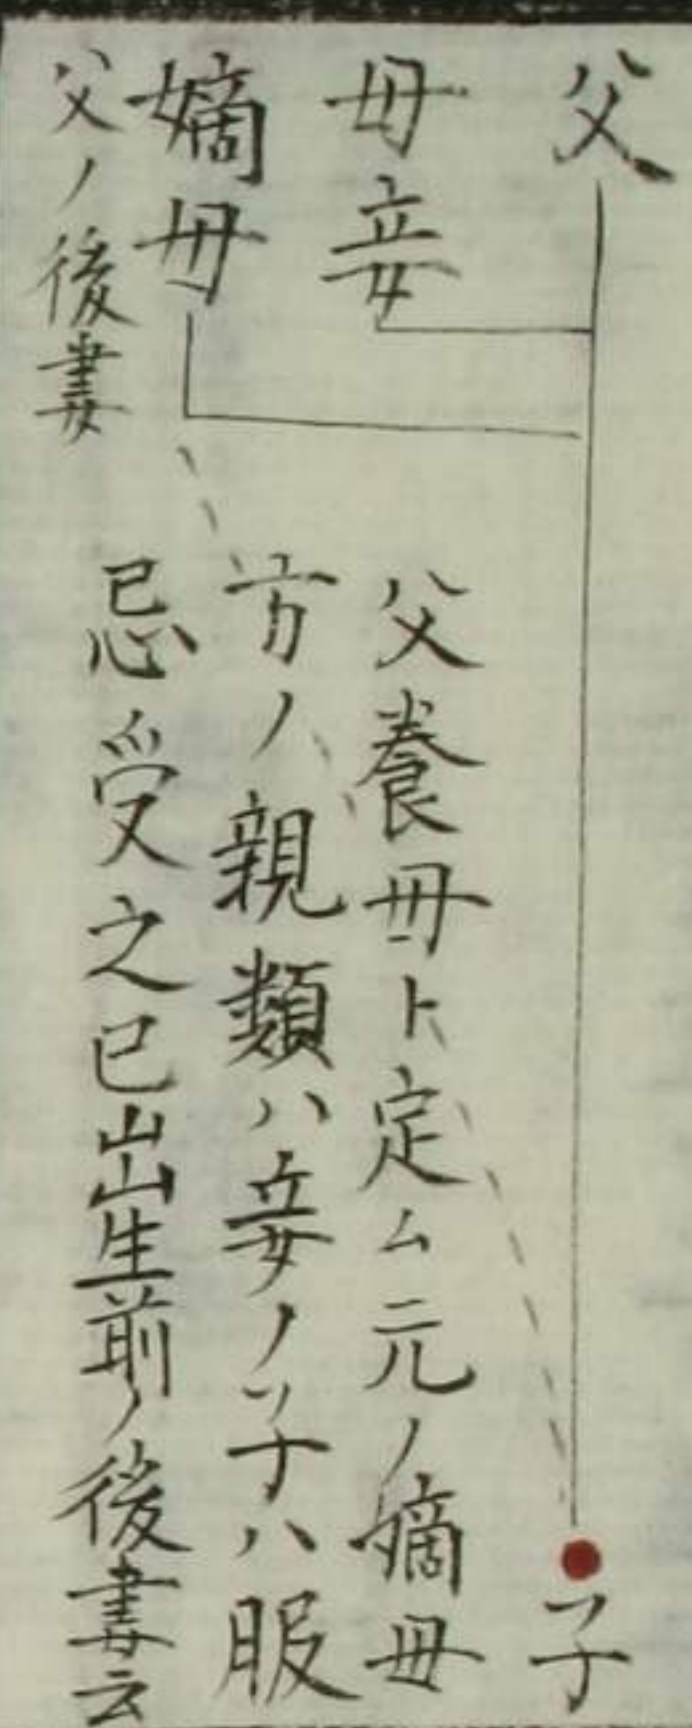 父
子
母妾
嫡母
父ノ後妻
父養母ト定ム元ノ嫡母
方ノ親類ハ妾ノ子ハ服
忌受之已出生前ノ後妻云